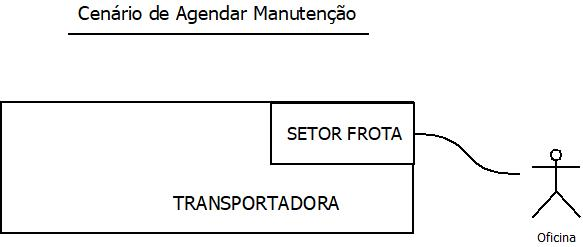 Cenário de Agendar Manutenção
SETOR FROTA
TRANSPORTADORA
Oficina